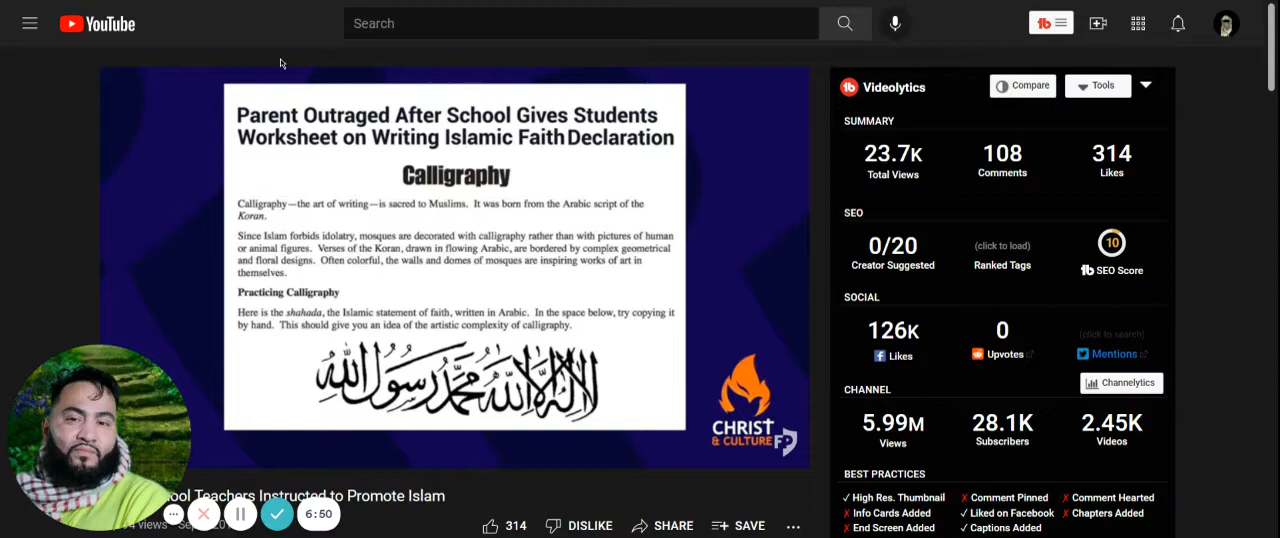 YouTube
Search
Parent Outraged After School Gives Students
Worksheet on Writing Islamic Faith Declaration
Calligraphy
Calligraphy—the art of writing—is sacred to Muslims. It was born from the Arabic script of the
Koran.
Since Islam forbids idolatry, mosques are decorated with calligraphy rather than with pictures of human
or animal figures. Verses of the Koran, drawn in flowing Arabic, are bordered by complex geometrical
and floral designs. Often colorful, the walls and domes of mosques are inspiring works of art in
themselves.
Practicing Calligraphy
Here is the shahada, the Islamic statement of faith, written in Arabic. In the space below, try copying it
by hand. This should give you an idea of the artistic complexity of calligraphy.
لا إله إلا الله محمد رسول الله
CHRIST
& CULTURE FP
ool Teachers Instructed to Promote Islam
views
6:50
314
DISLIKE
SHARE
SAVE
tb
tb Videolytics
Compare
Tools
SUMMARY
23.7K
108
314
Total Views
Comments
Likes
SEO
0/20
(click to load)
10
Creator Suggested
Ranked Tags
tb SEO Score
SOCIAL
126K
0
(click to search)
Likes
Upvotes
Mentions
CHANNEL
Channelytics
5.99M
28.1K
2.45K
Views
Subscribers
Videos
BEST PRACTICES
✓ High Res. Thumbnail
✗ Comment Pinned
✗ Comment Hearted
✗ Info Cards Added
✓ Liked on Facebook
✗ Chapters Added
✗ End Screen Added
✓ Captions Added